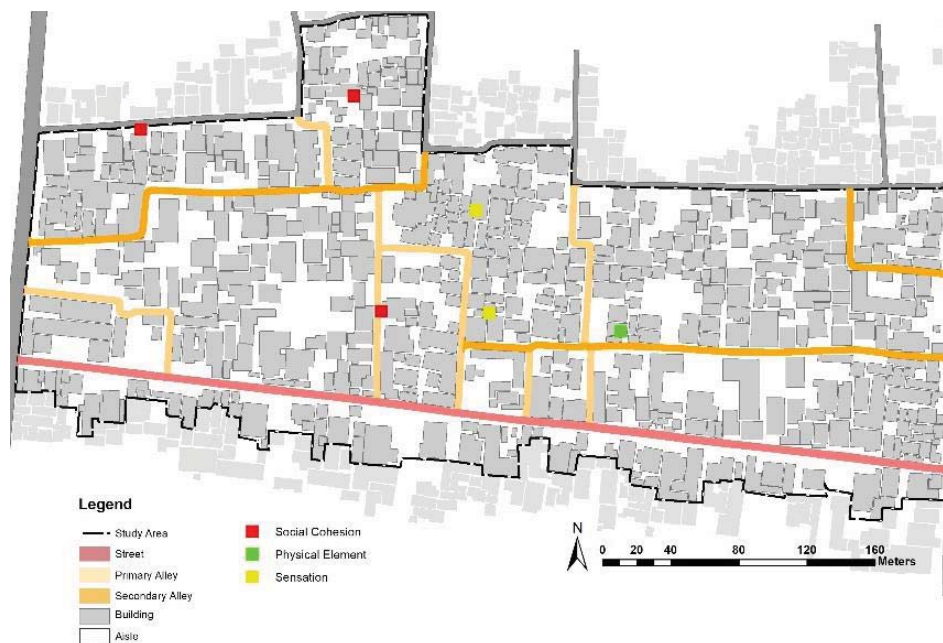 Legend
Study Area
Street
Primary Alley
Secondary Alley
Building
Aisle
Social Cohesion
Physical Element
Sensation
N
0 20 40 80 120 160
Meters